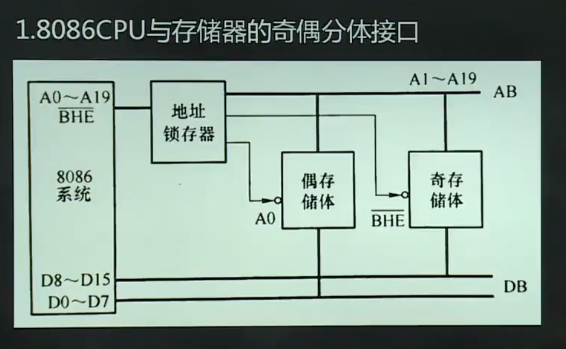 1.8086CPU与存储器的奇偶分体接口
A1～A19
AB
A0～A19
BHE
地址
锁存器
8086
系统
偶存
储体
奇存
储体
A0
BHE
D8～D15
D0～D7
DB